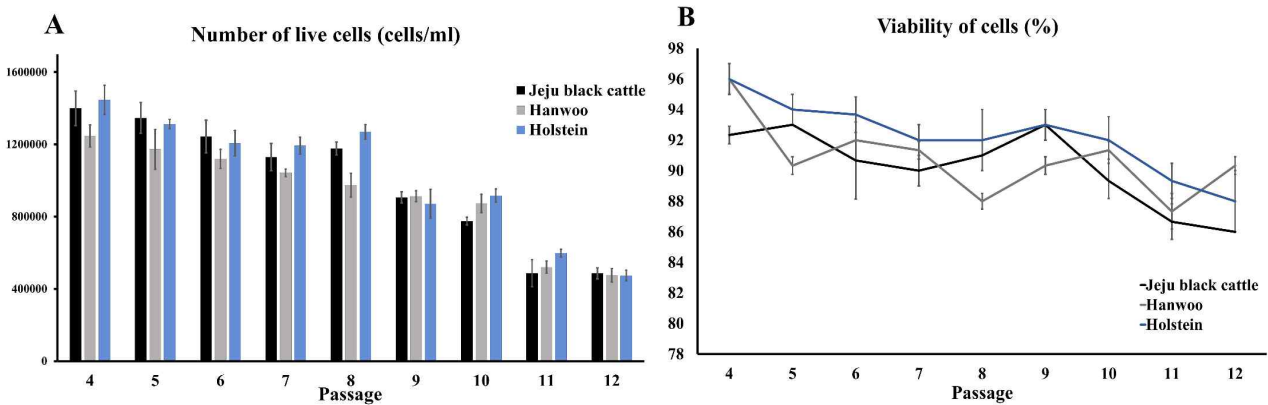 A
Number of live cells (cells/ml)
1600000
1200000
800000
400000
0
Jeju black cattle
Hanwoo
Holstein
4 5 6 7 8 9 10 11 12
Passage
B
Viability of cells (%)
98
96
94
92
90
88
86
84
82
80
78
Jeju black cattle
Hanwoo
Holstein
4 5 6 7 8 9 10 11 12
Passage